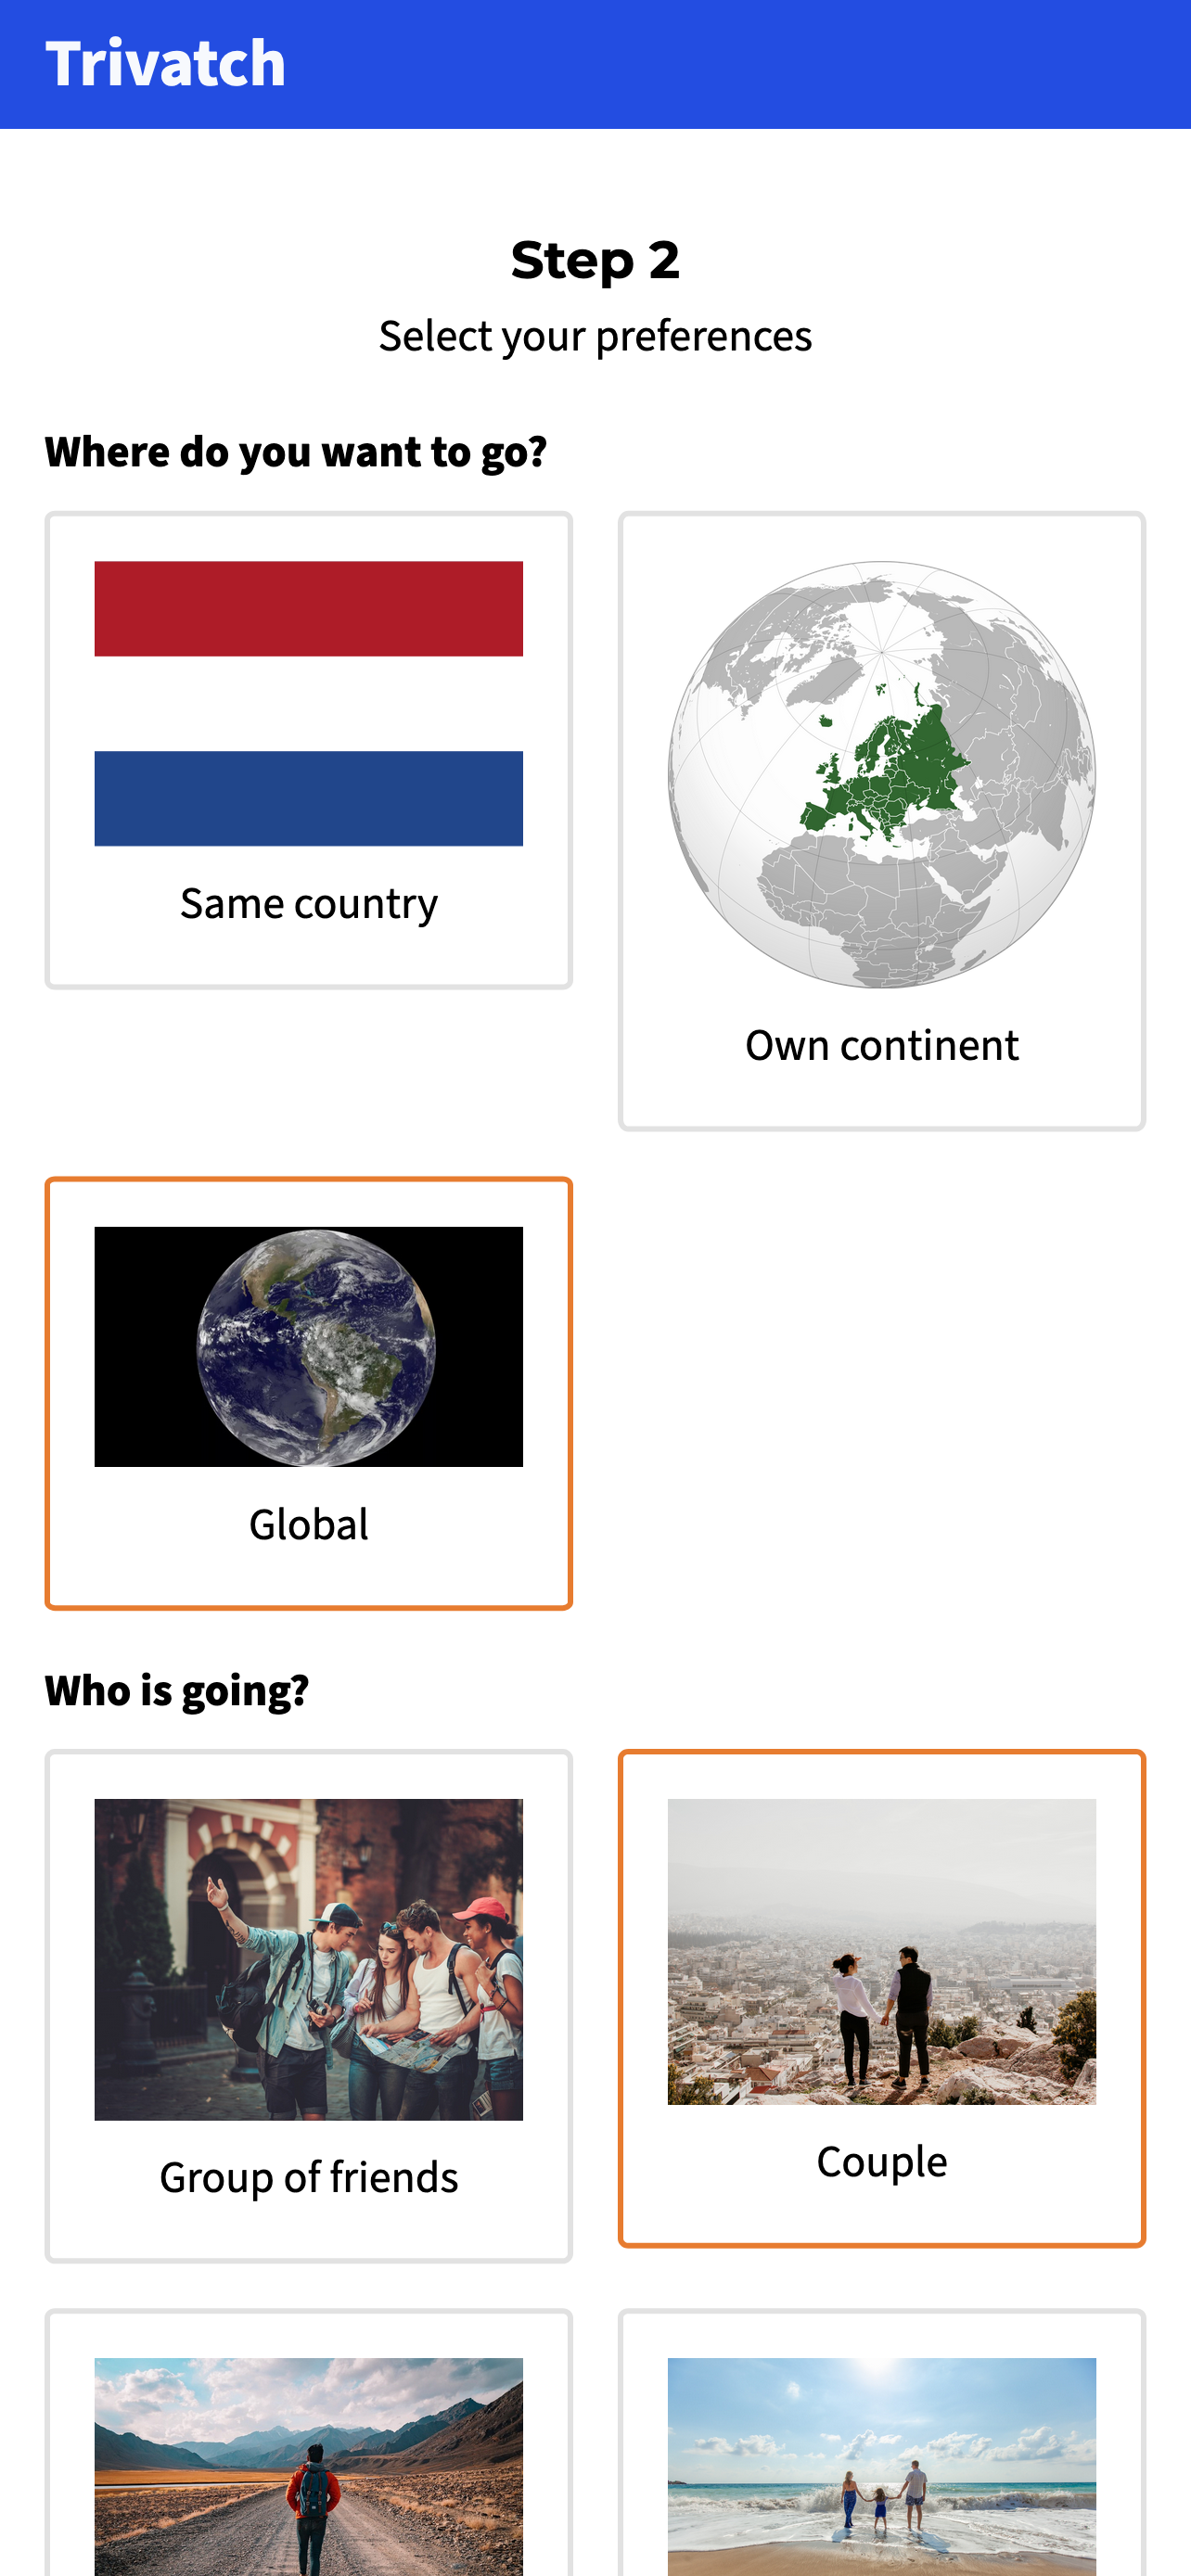 Trivatch
Step 2
Select your preferences
Where do you want to go?
Same country
Own continent
Global
Who is going?
Group of friends
Couple